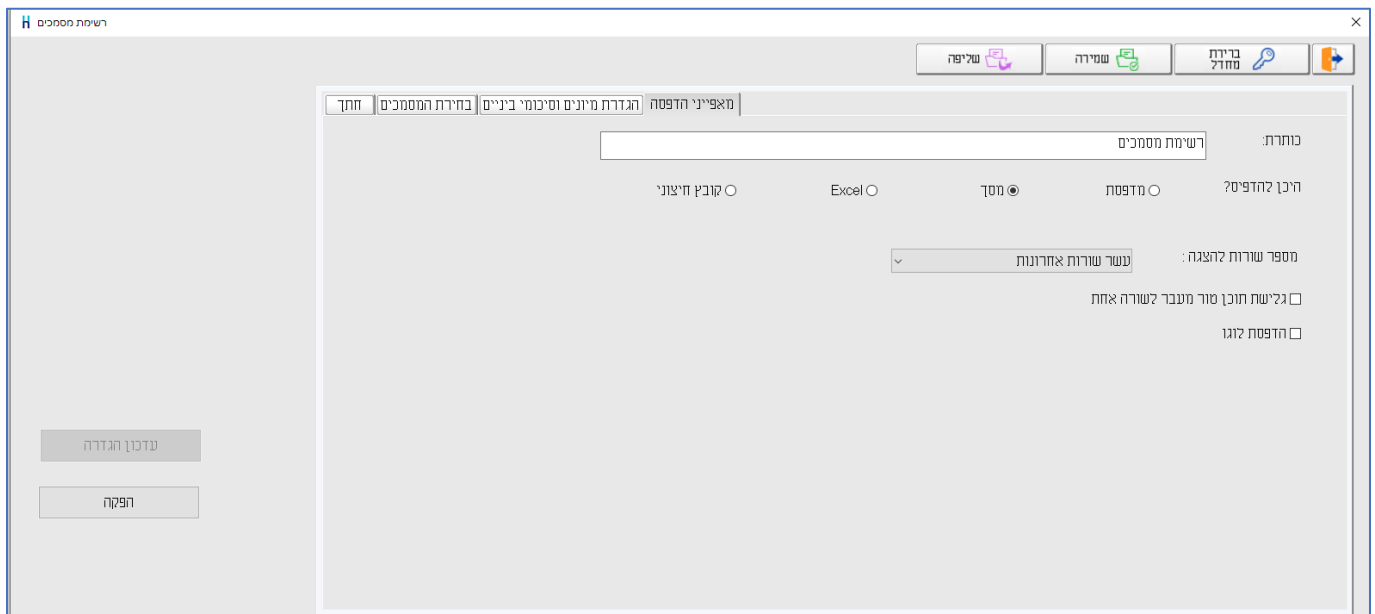 רשימת מסמכים
ברירת מחדל
שמירה
שליפה
מאפייני הדפסה
הגדרת מיונים וסיכומי ביניים
בחירת המסמכים
חתך
כותרת:
רשימת מסמכים
היכן להדפיס?
מדפסת
מסך
Excel
קובץ חיצוני
מספר שורות להצגה :
עשר שורות אחרונות
גלישת תוכן טור מעבר לשורה אחת
הדפסת לוגו
עדכון הגדרה
הפקה